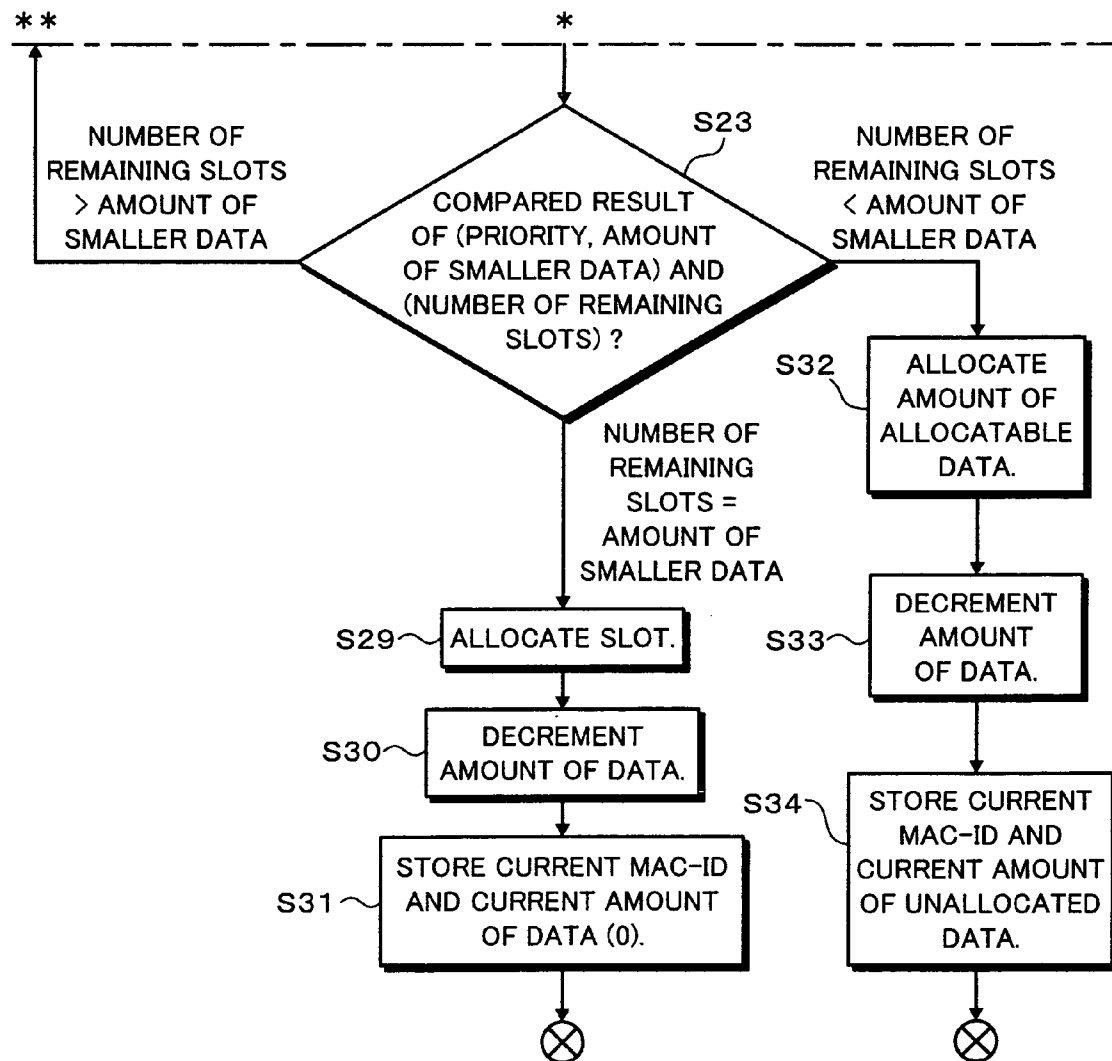 **
*
S23
NUMBER OF
REMAINING SLOTS
> AMOUNT OF
SMALLER DATA
COMPARED RESULT
OF (PRIORITY, AMOUNT
OF SMALLER DATA) AND
(NUMBER OF REMAINING
SLOTS) ?
NUMBER OF
REMAINING SLOTS
< AMOUNT OF
SMALLER DATA
NUMBER OF
REMAINING
SLOTS =
AMOUNT OF
SMALLER DATA
S29
ALLOCATE SLOT.
S30
DECREMENT
AMOUNT OF DATA.
S31
STORE CURRENT MAC-ID
AND CURRENT AMOUNT
OF DATA (0).
S32
ALLOCATE
AMOUNT OF
ALLOCATABLE
DATA.
S33
DECREMENT
AMOUNT
OF DATA.
S34
STORE CURRENT
MAC-ID AND
CURRENT AMOUNT
OF UNALLOCATED
DATA.